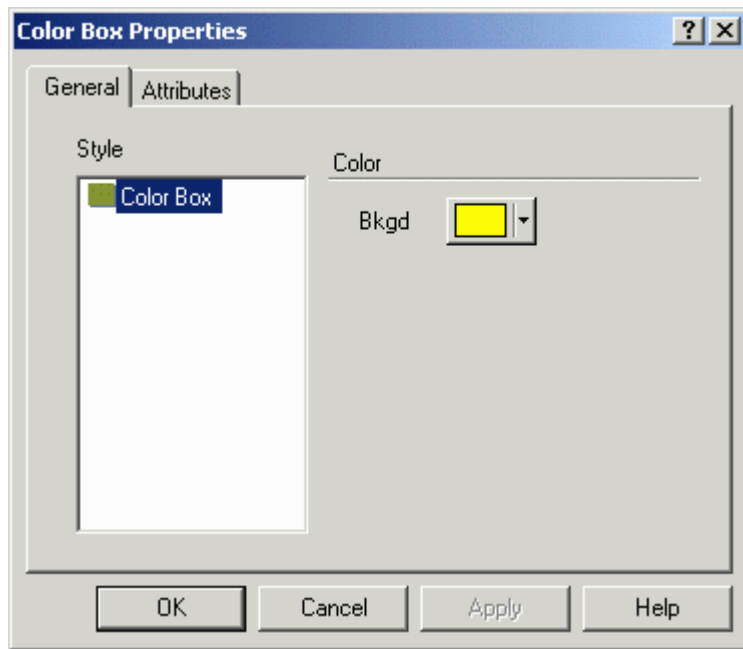 Color Box Properties
General Attributes
Style
Color
Color Box
Bkgd
OK Cancel Apply Help